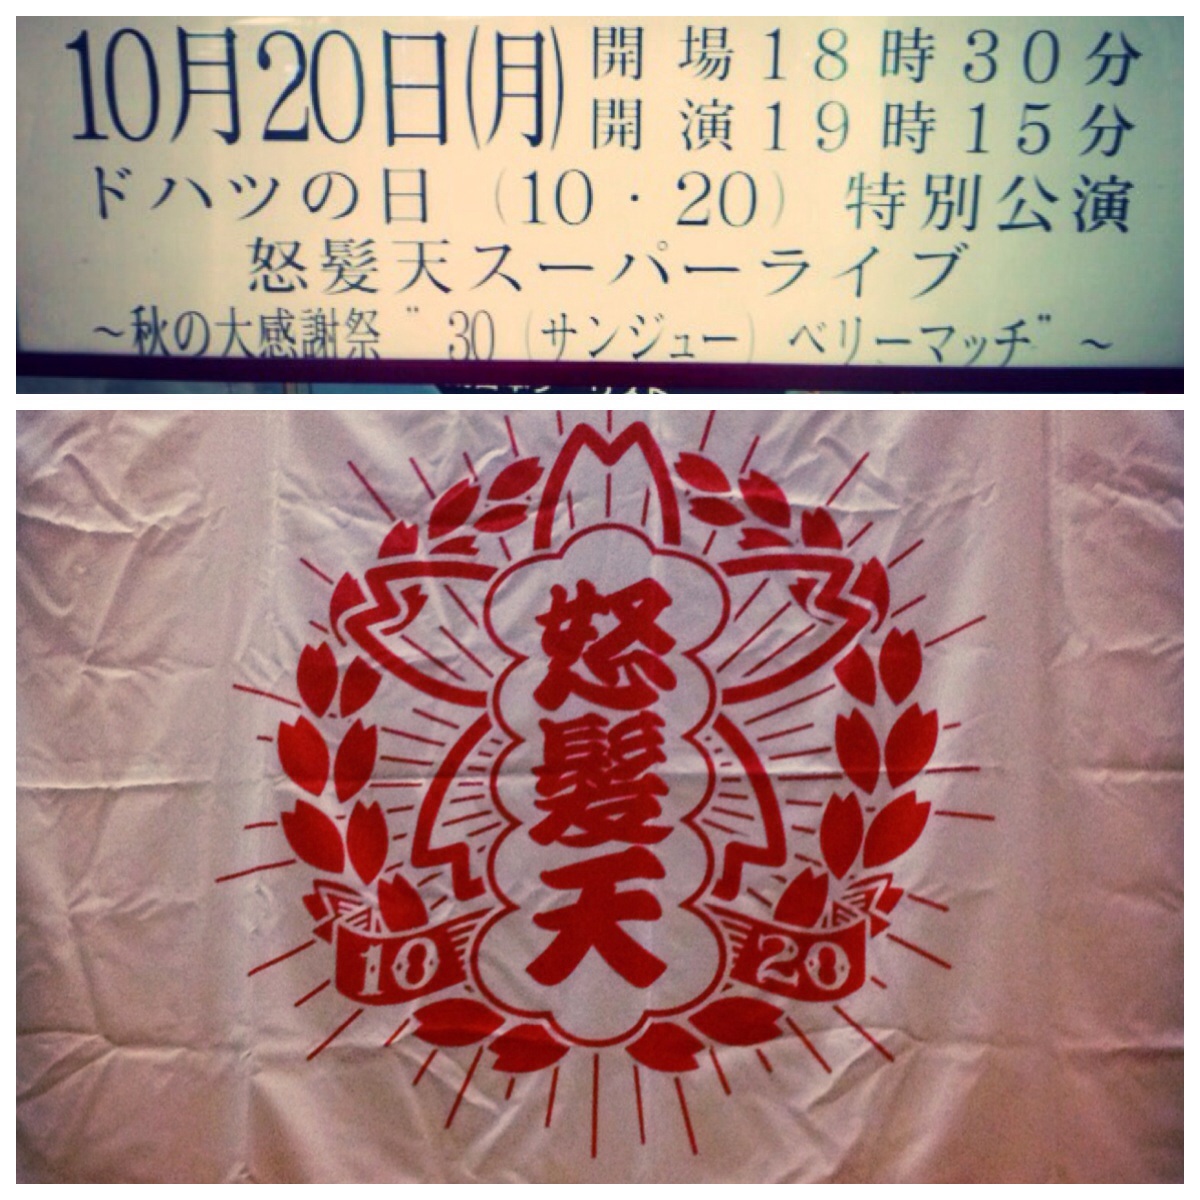 10月20日(月)
開場18時30分
開演19時15分
ドハツの日（10・20）特別公演
怒髪天スーパーライブ
～秋の大感謝祭"30（サンジュー）ベリーマッチ"～
怒髪天
10
20